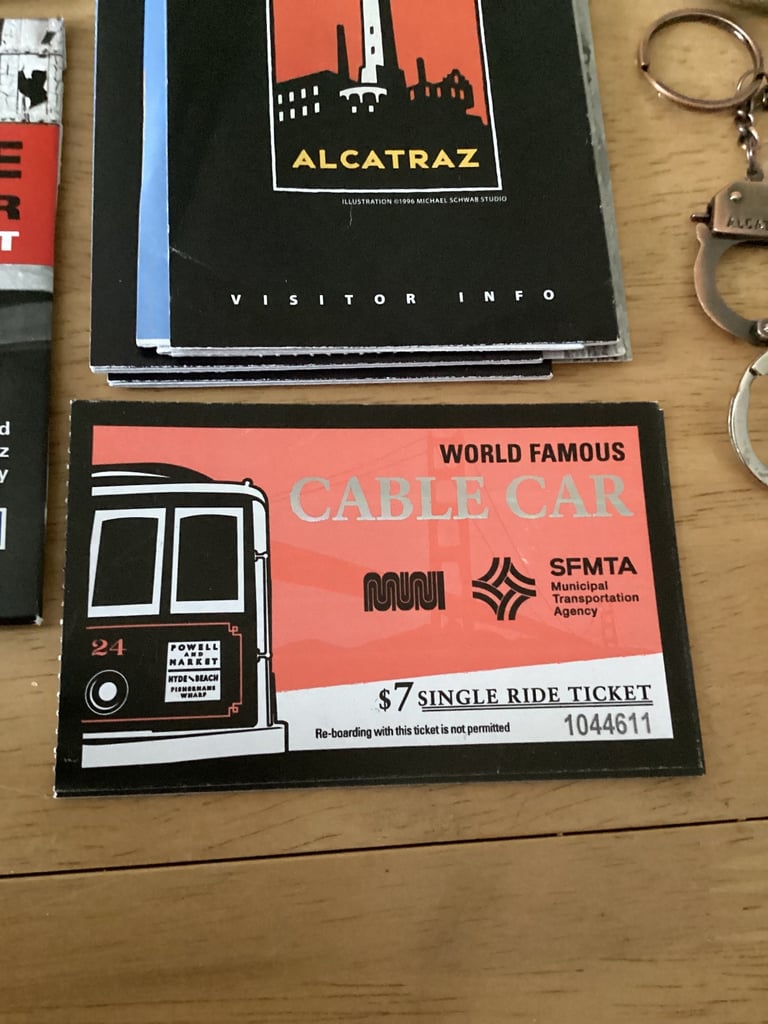 E
R
T
d
z
y
ALCATRAZ
ILLUSTRATION ©1996 MICHAEL SCHWAB STUDIO
VISITOR INFO
WORLD FAMOUS
CABLE CAR
MUNI
SFMTA
Municipal
Transportation
Agency
24
POWELL
AND
MARKET
HYDE AND BEACH
FISHERMANS
WHARF
$7 SINGLE RIDE TICKET
Re-boarding with this ticket is not permitted
1044611